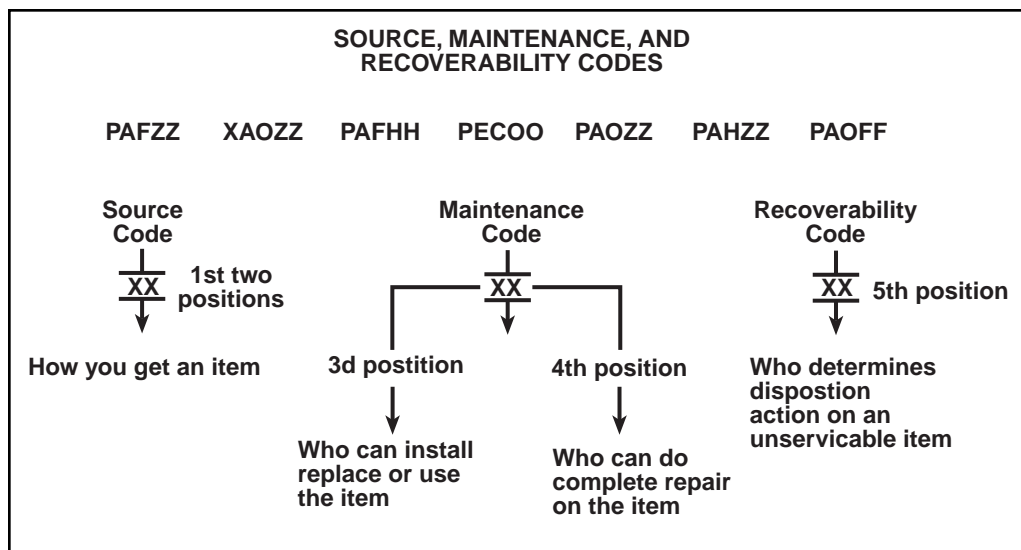 SOURCE, MAINTENANCE, AND
RECOVERABILITY CODES
PAFZZ XAOZZ PAFHH PECOO PAOZZ PAHZZ PAOFF
Source
Code
XX
1st two
positions
How you get an item
Maintenance
Code
XX
3d postition
Who can install
replace or use
the item
4th position
Who can do
complete repair
on the item
Recoverability
Code
XX
5th position
Who determines
dispostion
action on an
unservicable item